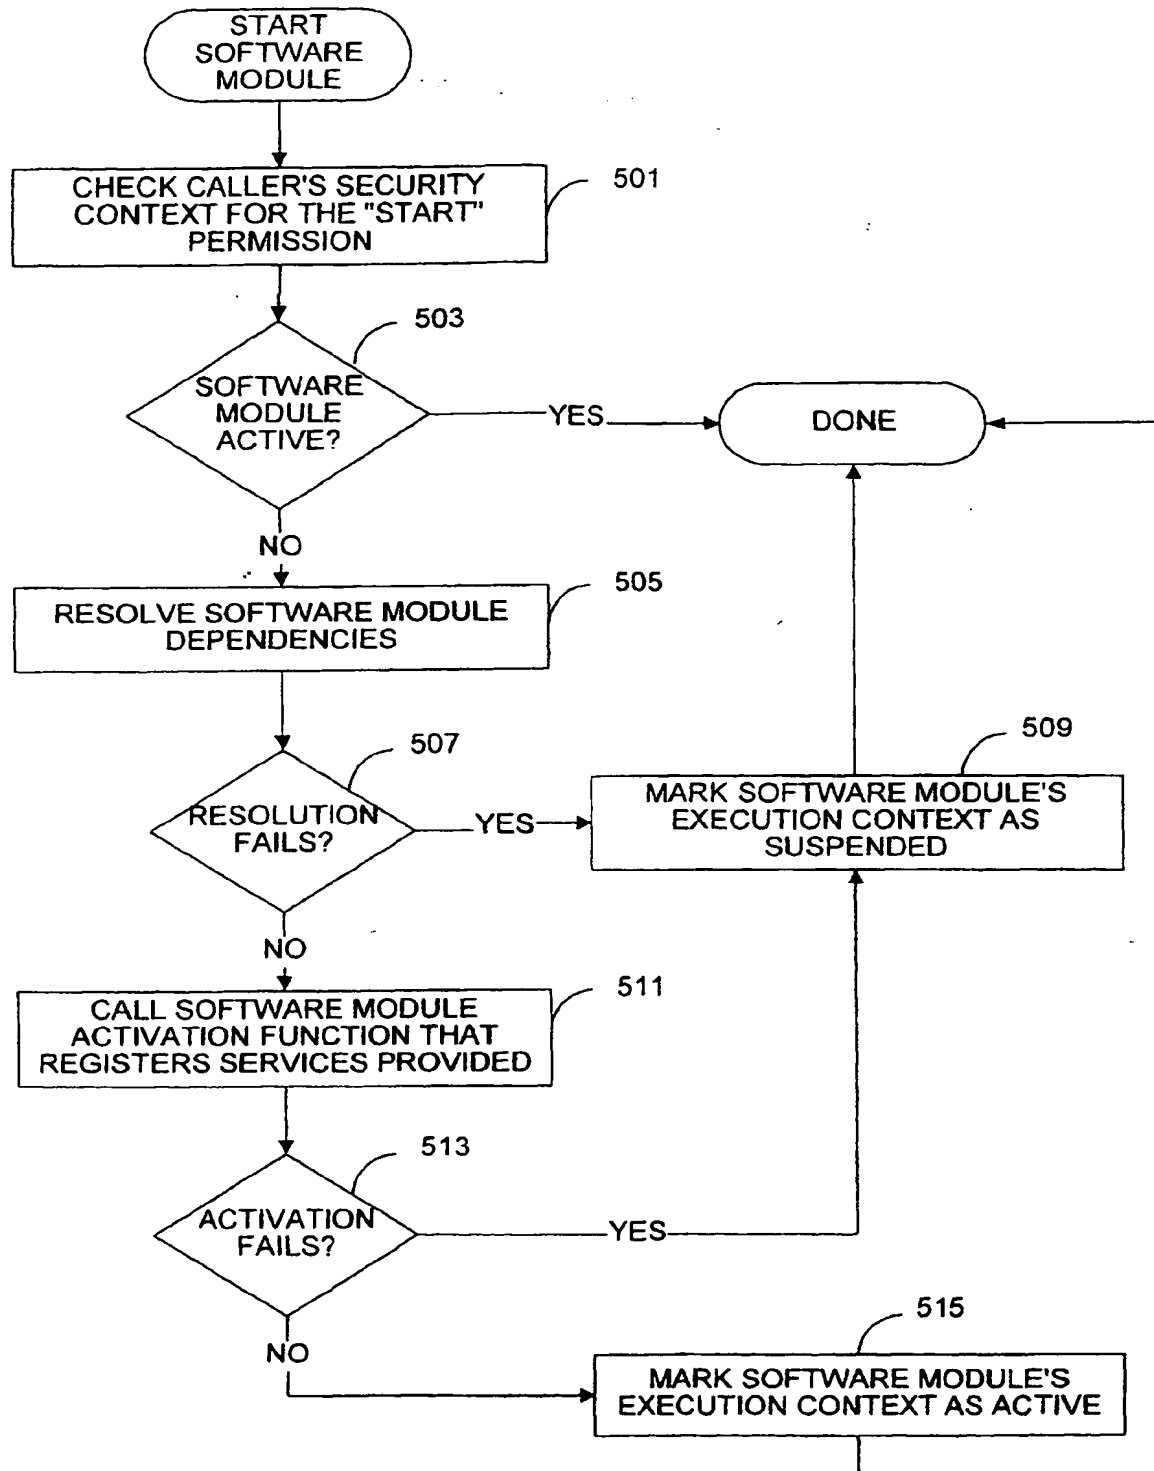 START
SOFTWARE
MODULE
CHECK CALLER'S SECURITY
CONTEXT FOR THE "START"
PERMISSION
501
503
SOFTWARE
MODULE
ACTIVE?
YES
DONE
NO
505
RESOLVE SOFTWARE MODULE
DEPENDENCIES
507
RESOLUTION
FAILS?
YES
509
MARK SOFTWARE MODULE'S
EXECUTION CONTEXT AS
SUSPENDED
NO
511
CALL SOFTWARE MODULE
ACTIVATION FUNCTION THAT
REGISTERS SERVICES PROVIDED
513
ACTIVATION
FAILS?
YES
NO
515
MARK SOFTWARE MODULE'S
EXECUTION CONTEXT AS ACTIVE